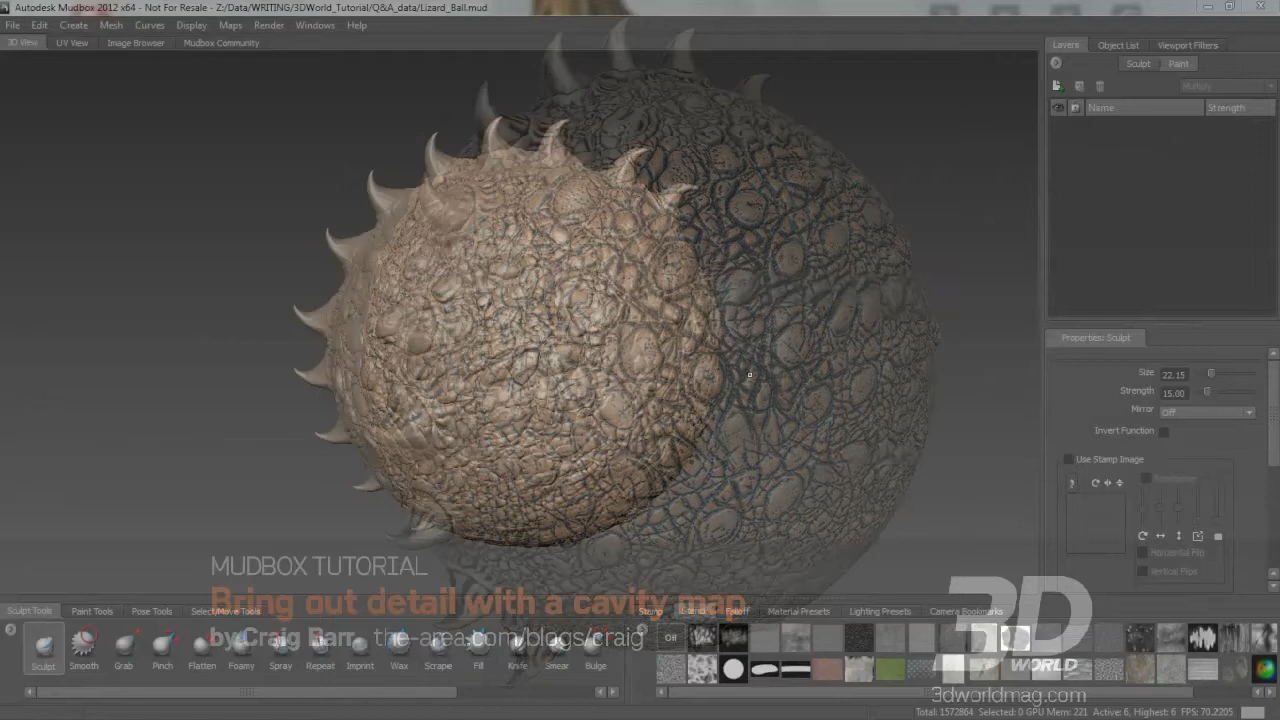 Autodesk Mudbox 2012 x64 - Not For Resale - Z:/Data/WRITING/3DWorld_Tutorial/Q&A_data/Lizard_Ball.mud
File Edit Create Mesh Curves Display Maps Render Windows Help
3D View UV View Image Browser Mudbox Community
Layers Object List Viewport Filters
Sculpt Paint
Multiply
Name Strength
Properties: Sculpt
Size 22.15
Strength 15.00
Mirror Off
Invert Function
Use Stamp Image
Horizontal Flip
Vertical Flips
MUDBOX TUTORIAL
Bring out detail with a cavity map
by Craig Barr. the-area.com/blogs/craig
Sculpt Tools Paint Tools Pose Tools Select/Move Tools
Stamp Stencil Falloff Material Presets Lighting Presets Camera Bookmarks
Off
Sculpt Smooth Grab Pinch Flatten Foamy Spray Repeat Imprint Wax Scrape Fill Knife Smear Bulge
3D WORLD
3dworldmag.com
Total: 1572864 Selected: 0 GPU Mem: 221 Active: 6, Highest: 6 FPS: 70.2205